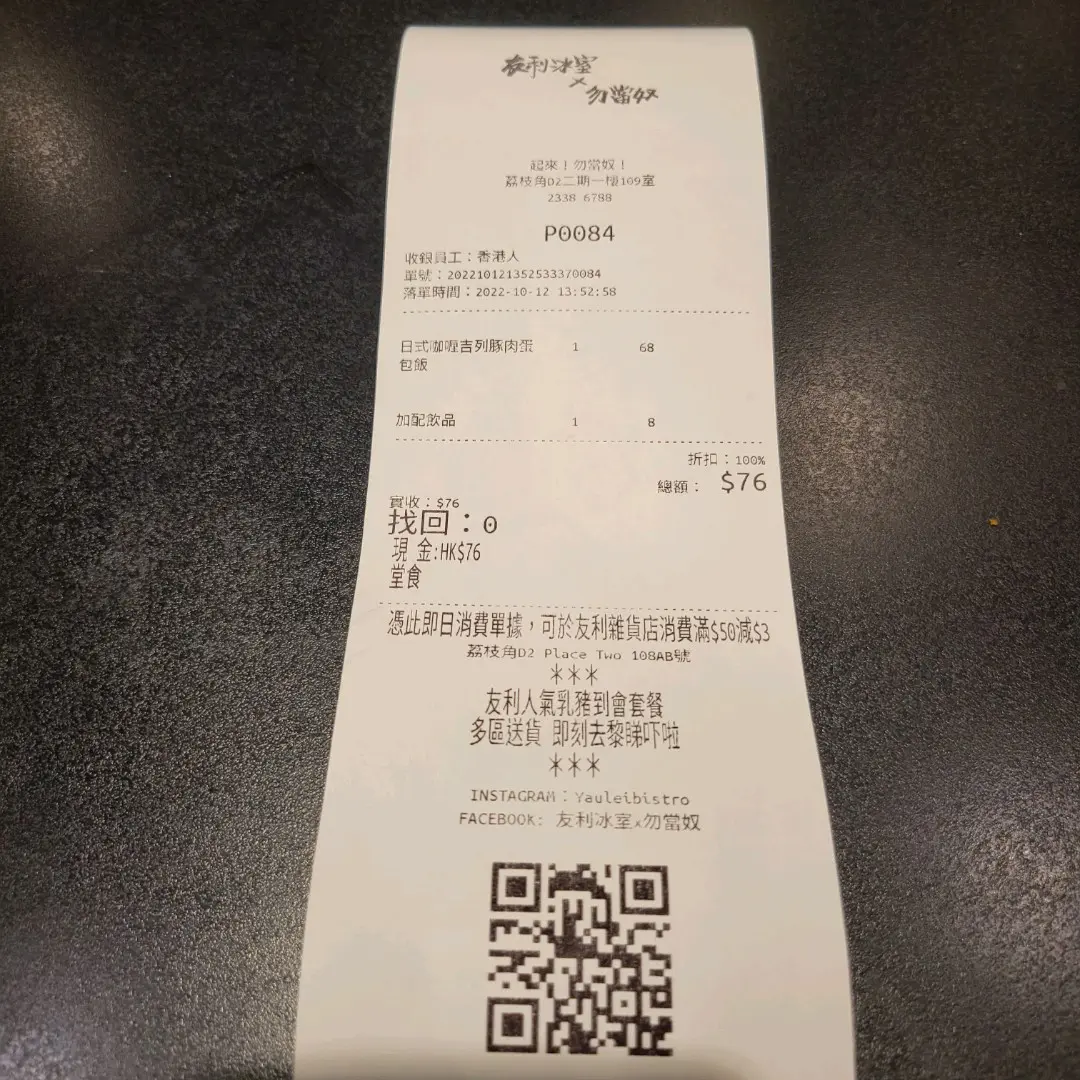 友利冰室
×
勿當奴
起來！勿當奴！
荔枝角D2二期一樓109室
2338 6788
P0084
收銀員工：香港人
單號：202210121352533370084
落單時間：2022-10-12 13:52:58
日式咖喱吉列豚肉蛋 1 68
包飯
加配飲品 1 8
折扣：100%
總額： $76
實收：$76
找回：0
現 金:HK$76
堂食
憑此即日消費單據，可於友利雜貨店消費滿$50減$3
荔枝角D2 Place Two 108AB號
***
友利人氣乳豬到會套餐
多區送貨 即刻去黎睇吓啦
***
INSTAGRAM：Yauleibistro
FACEBOOK: 友利冰室x勿當奴